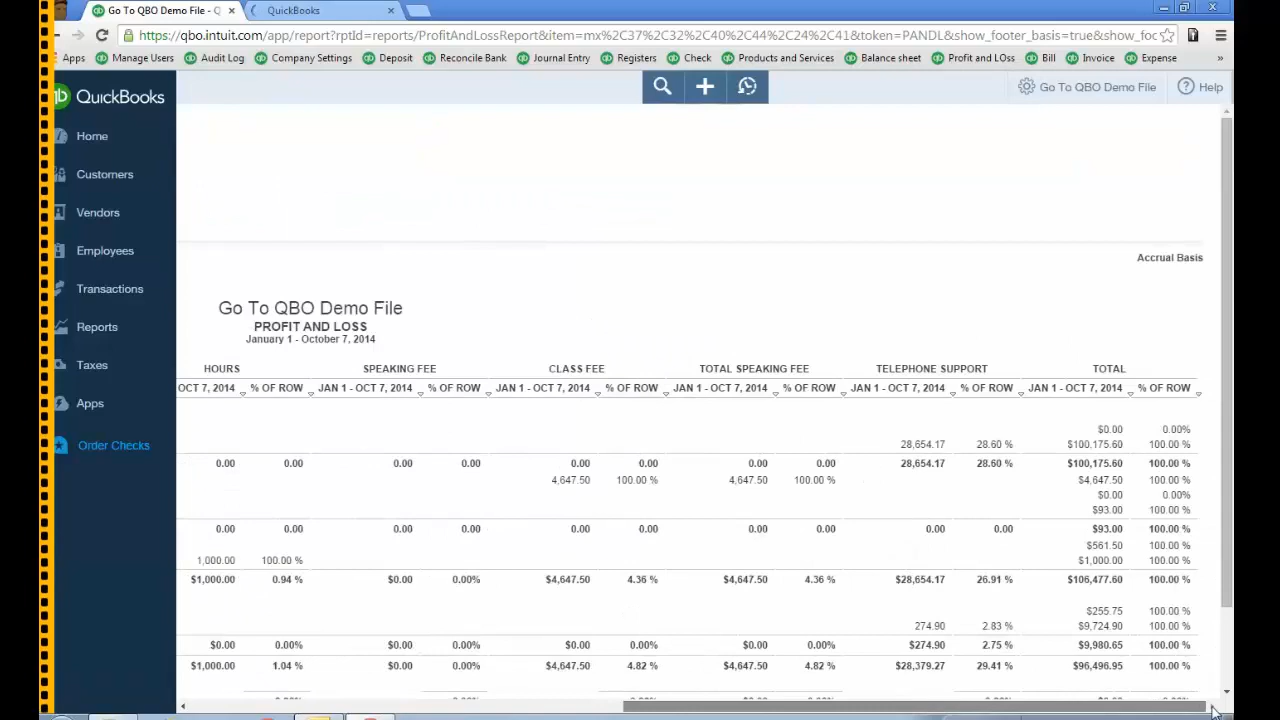 Go To QBO Demo File - Q
QuickBooks
https://qbo.intuit.com/app/report?rptId=reports/ProfitAndLossReport&item=mx%2C37%2C32%2C40%2C44%2C24%2C41&token=PANDL&show_footer_basis=true&show_foc
Apps Manage Users Audit Log Company Settings Deposit Reconcile Bank Journal Entry Registers Check Products and Services Balance sheet Profit and LOss Bill Invoice Expense »
qb QuickBooks
Go To QBO Demo File
? Help
Home
Customers
Vendors
Employees
Transactions
Reports
Taxes
Apps
Order Checks
Accrual Basis
Go To QBO Demo File
PROFIT AND LOSS
January 1 - October 7, 2014
HOURS SPEAKING FEE CLASS FEE TOTAL SPEAKING FEE TELEPHONE SUPPORT TOTAL
OCT 7, 2014 % OF ROW JAN 1 - OCT 7, 2014 % OF ROW JAN 1 - OCT 7, 2014 % OF ROW JAN 1 - OCT 7, 2014 % OF ROW JAN 1 - OCT 7, 2014 % OF ROW JAN 1 - OCT 7, 2014 % OF ROW
$0.00 0.00%
28,654.17 28.60 % $100,175.60 100.00 %
0.00 0.00 0.00 0.00 0.00 0.00 0.00 0.00 28,654.17 28.60 % $100,175.60 100.00 %
4,647.50 100.00 % 4,647.50 100.00 % $4,647.50 100.00 %
$0.00 0.00%
$93.00 100.00 %
0.00 0.00 0.00 0.00 0.00 0.00 0.00 0.00 0.00 0.00 $93.00 100.00 %
$561.50 100.00 %
1,000.00 100.00 % $1,000.00 100.00 %
$1,000.00 0.94 % $0.00 0.00% $4,647.50 4.36 % $4,647.50 4.36 % $28,654.17 26.91 % $106,477.60 100.00 %
$255.75 100.00 %
274.90 2.83 % $9,724.90 100.00 %
$0.00 0.00% $0.00 0.00% $0.00 0.00% $0.00 0.00% $274.90 2.75 % $9,980.65 100.00 %
$1,000.00 1.04 % $0.00 0.00% $4,647.50 4.82 % $4,647.50 4.82 % $28,379.27 29.41 % $96,496.95 100.00 %